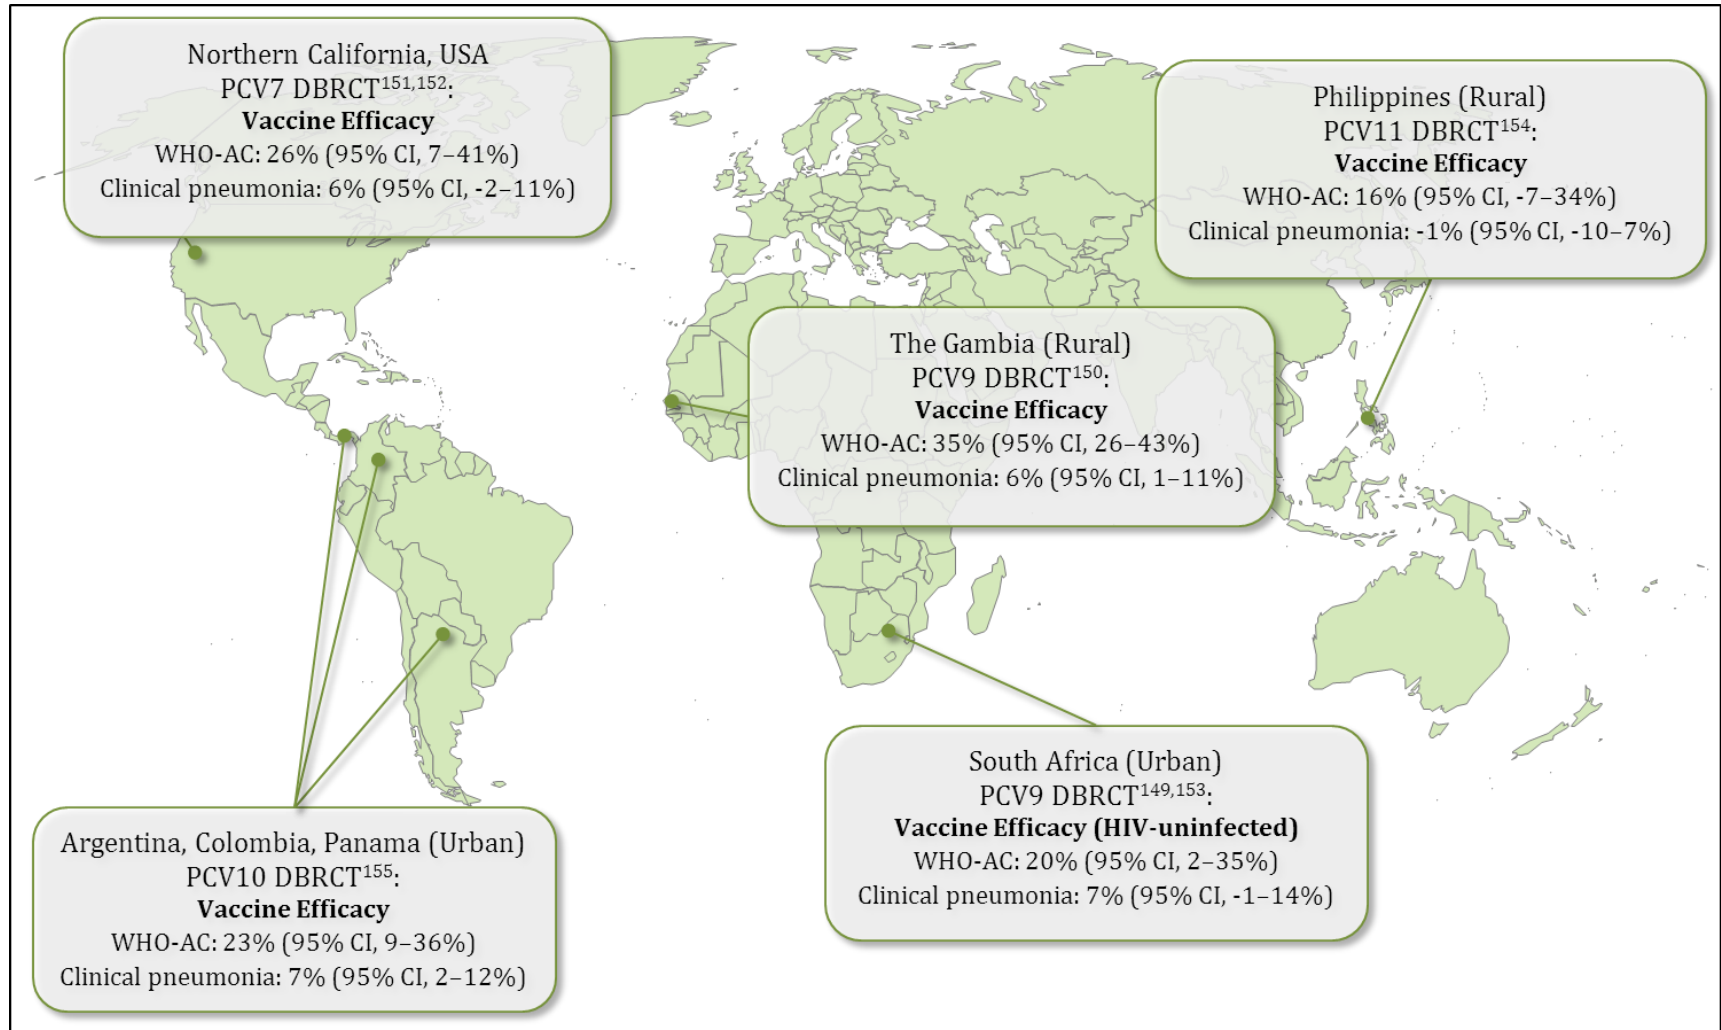 Northern California, USA
PCV7 DBRCT151,152:
Vaccine Efficacy
WHO-AC: 26% (95% CI, 7–41%)
Clinical pneumonia: 6% (95% CI, -2–11%)
Philippines (Rural)
PCV11 DBRCT154:
Vaccine Efficacy
WHO-AC: 16% (95% CI, -7–34%)
Clinical pneumonia: -1% (95% CI, -10–7%)
The Gambia (Rural)
PCV9 DBRCT150:
Vaccine Efficacy
WHO-AC: 35% (95% CI, 26–43%)
Clinical pneumonia: 6% (95% CI, 1–11%)
South Africa (Urban)
PCV9 DBRCT149,153:
Vaccine Efficacy (HIV-uninfected)
WHO-AC: 20% (95% CI, 2–35%)
Clinical pneumonia: 7% (95% CI, -1–14%)
Argentina, Colombia, Panama (Urban)
PCV10 DBRCT155:
Vaccine Efficacy
WHO-AC: 23% (95% CI, 9–36%)
Clinical pneumonia: 7% (95% CI, 2–12%)